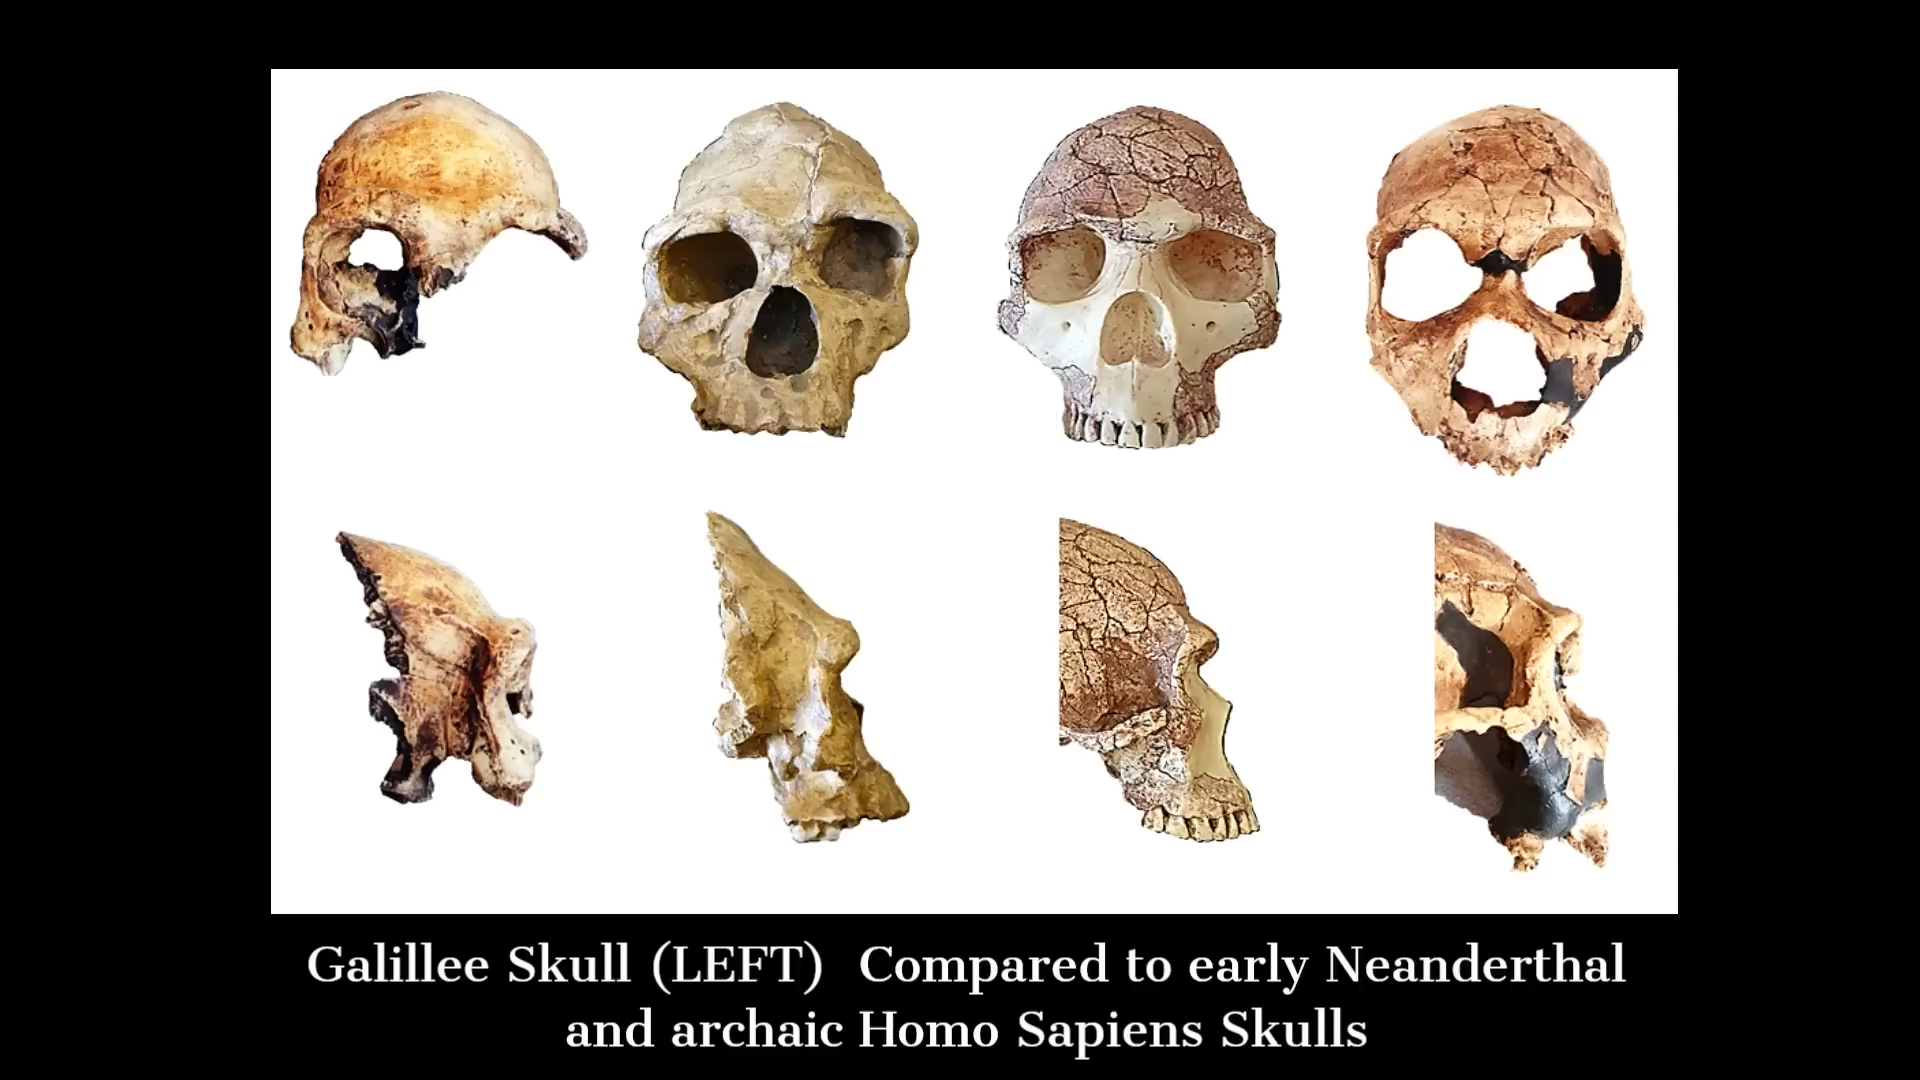 Galillee Skull (LEFT) Compared to early Neanderthal
and archaic Homo Sapiens Skulls